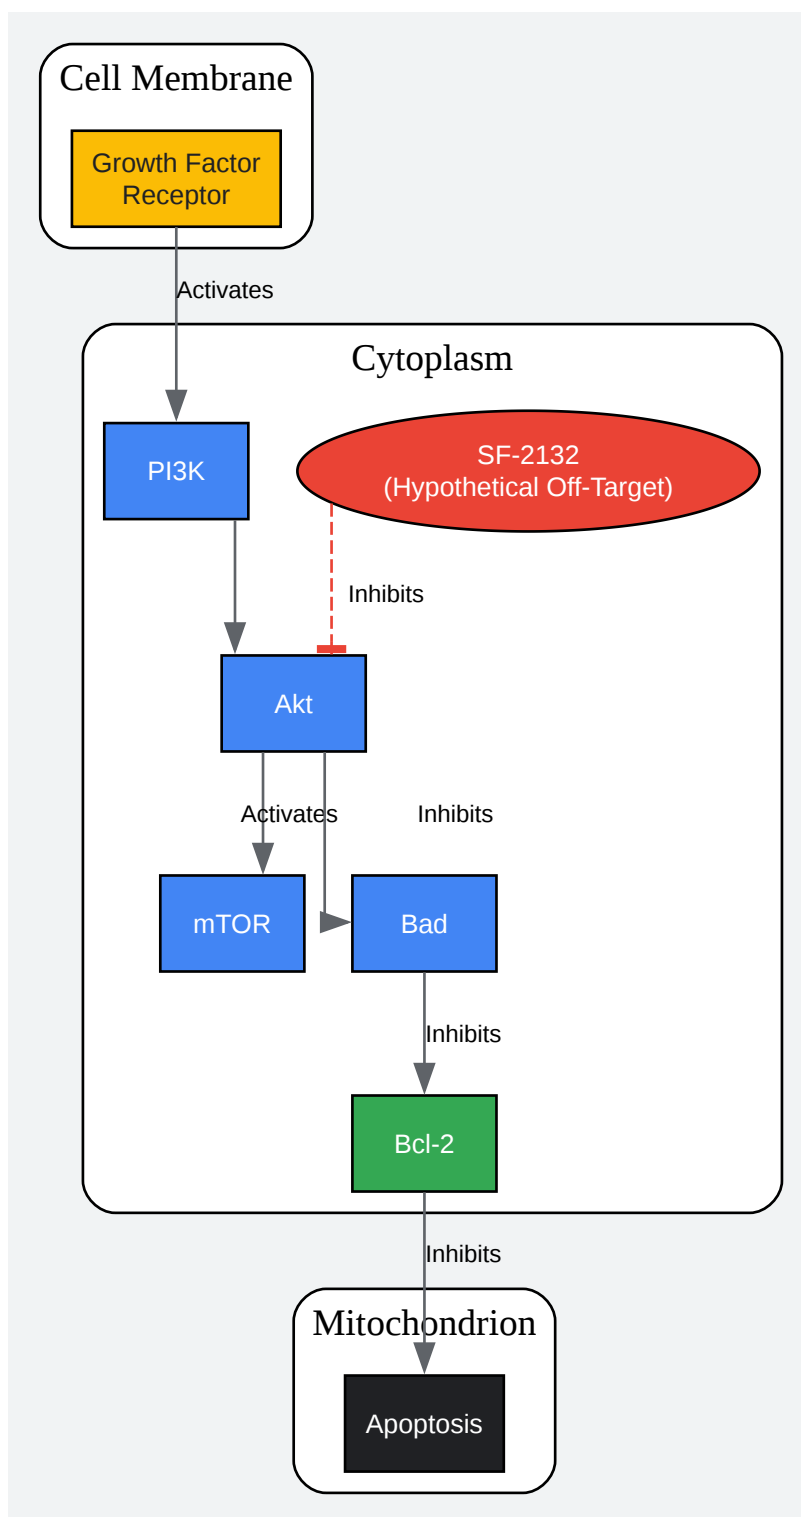 Cell Membrane
Growth Factor
Receptor
Activates
Cytoplasm
PI3K
SF-2132
(Hypothetical Off-Target)
Inhibits
Akt
Activates
Inhibits
mTOR
Bad
Inhibits
Bcl-2
Inhibits
Mitochondrion
Apoptosis